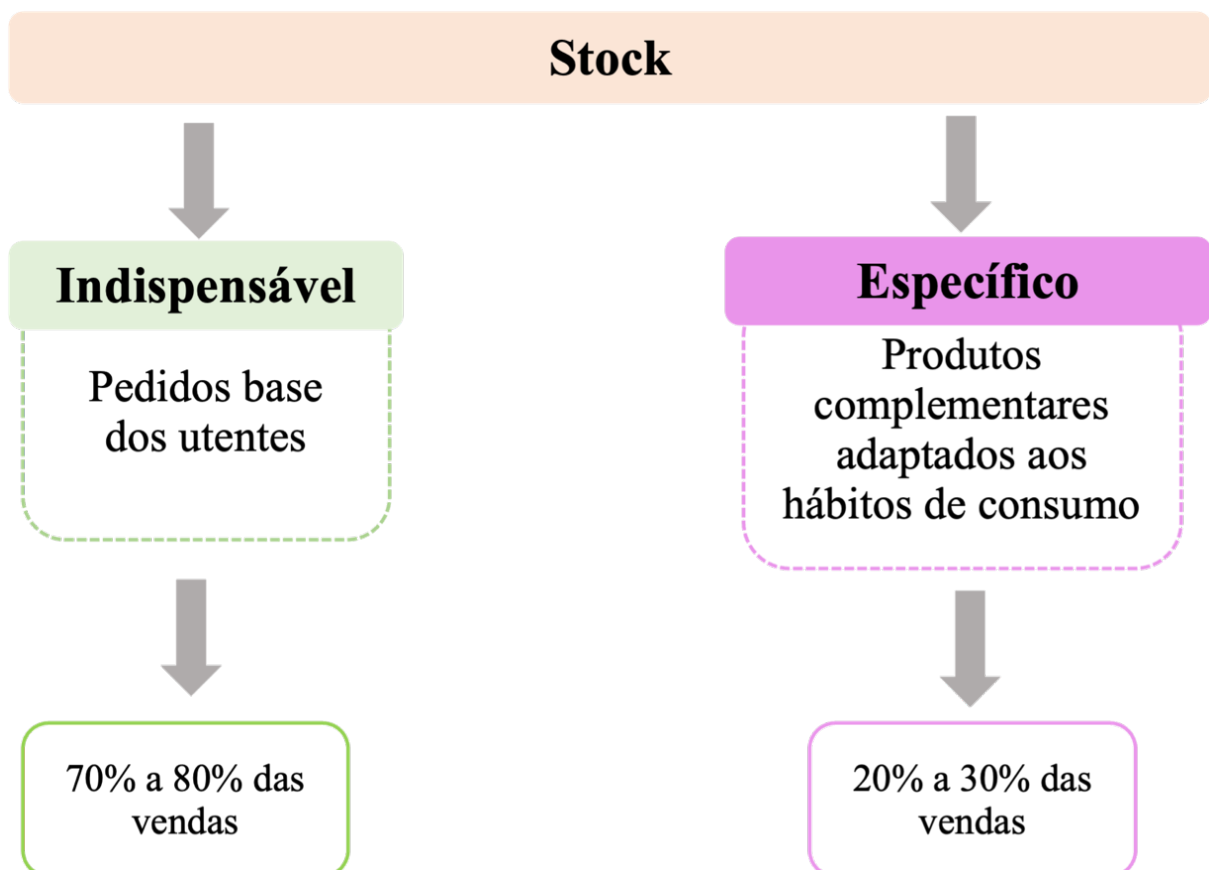 Stock
Indispensável
Pedidos base
dos utentes
70% a 80% das
vendas
Específico
Produtos
complementares
adaptados aos
hábitos de consumo
20% a 30% das
vendas